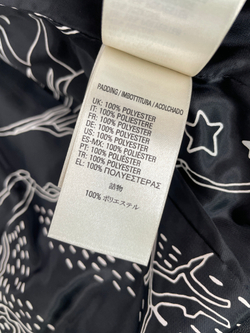 PADDING / IMBOTTITURA / ACOLCHADO
UK: 100% POLYESTER
IT: 100% POLIESTERE
FR: 100% POLYESTER
DE: 100% POLYESTER
US: 100% POLYESTER
ES-MX: 100% POLIÉSTER
PT: 100% POLIÉSTER
TR: 100% POLYESTER
EL: 100% ΠΟΛΥΕΣΤΕΡΑΣ
詰物
100% ポリエステル